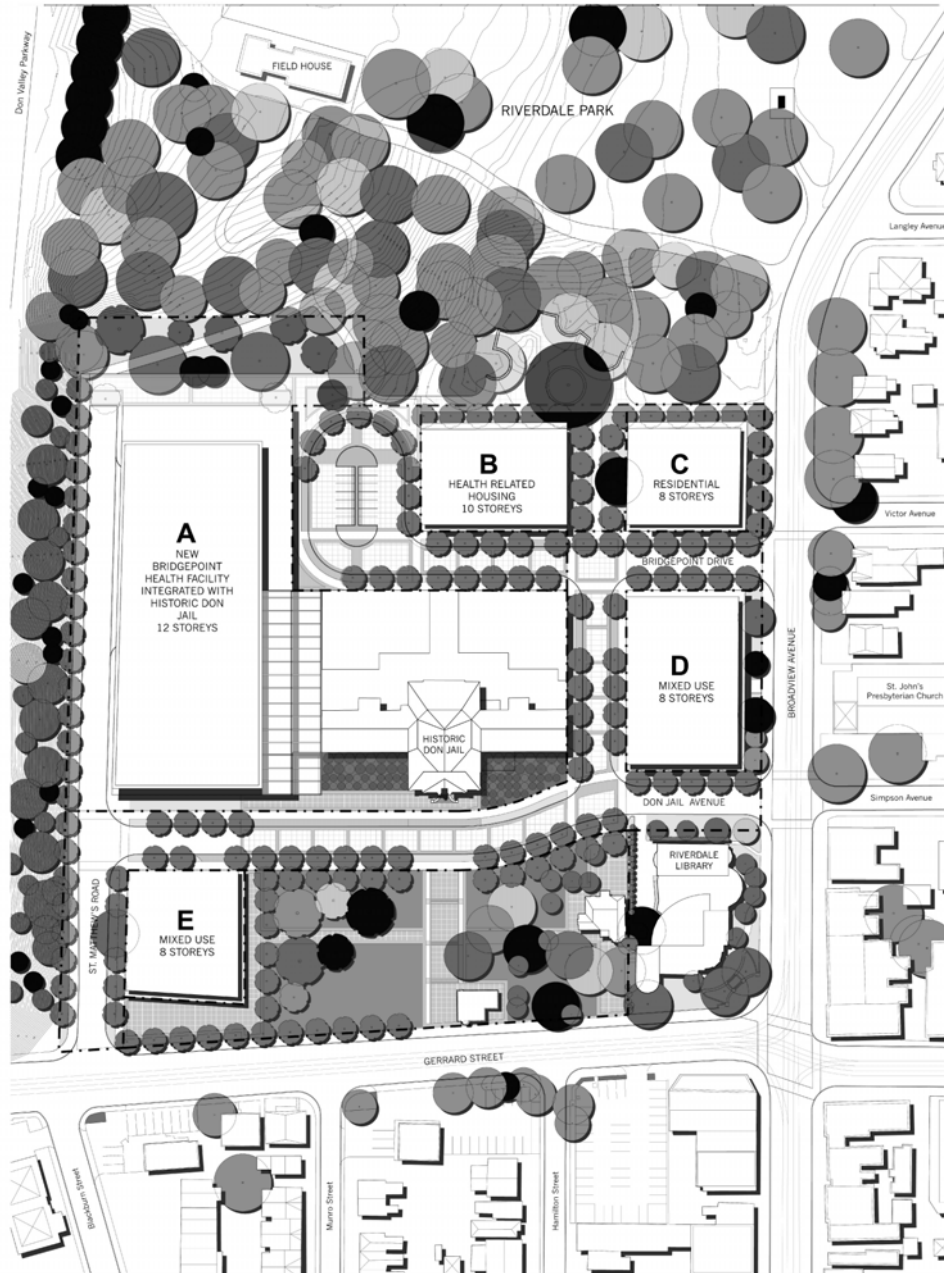 Don Valley Parkway
FIELD HOUSE
RIVERDALE PARK
Langley Avenue
B
HEALTH RELATED
HOUSING
10 STOREYS
C
RESIDENTIAL
8 STOREYS
Victor Avenue
A
NEW
BRIDGEPOINT
HEALTH FACILITY
INTEGRATED WITH
HISTORIC DON
JAIL
12 STOREYS
BRIDGEPOINT DRIVE
D
MIXED USE
8 STOREYS
BROADVIEW AVENUE
St. John's
Presbyterian Church
HISTORIC
DON JAIL
DON JAIL AVENUE
Simpson Avenue
RIVERDALE
LIBRARY
ST. MATTHEW'S ROAD
E
MIXED USE
8 STOREYS
GERRARD STREET
Blackburn Street
Munro Street
Hamilton Street